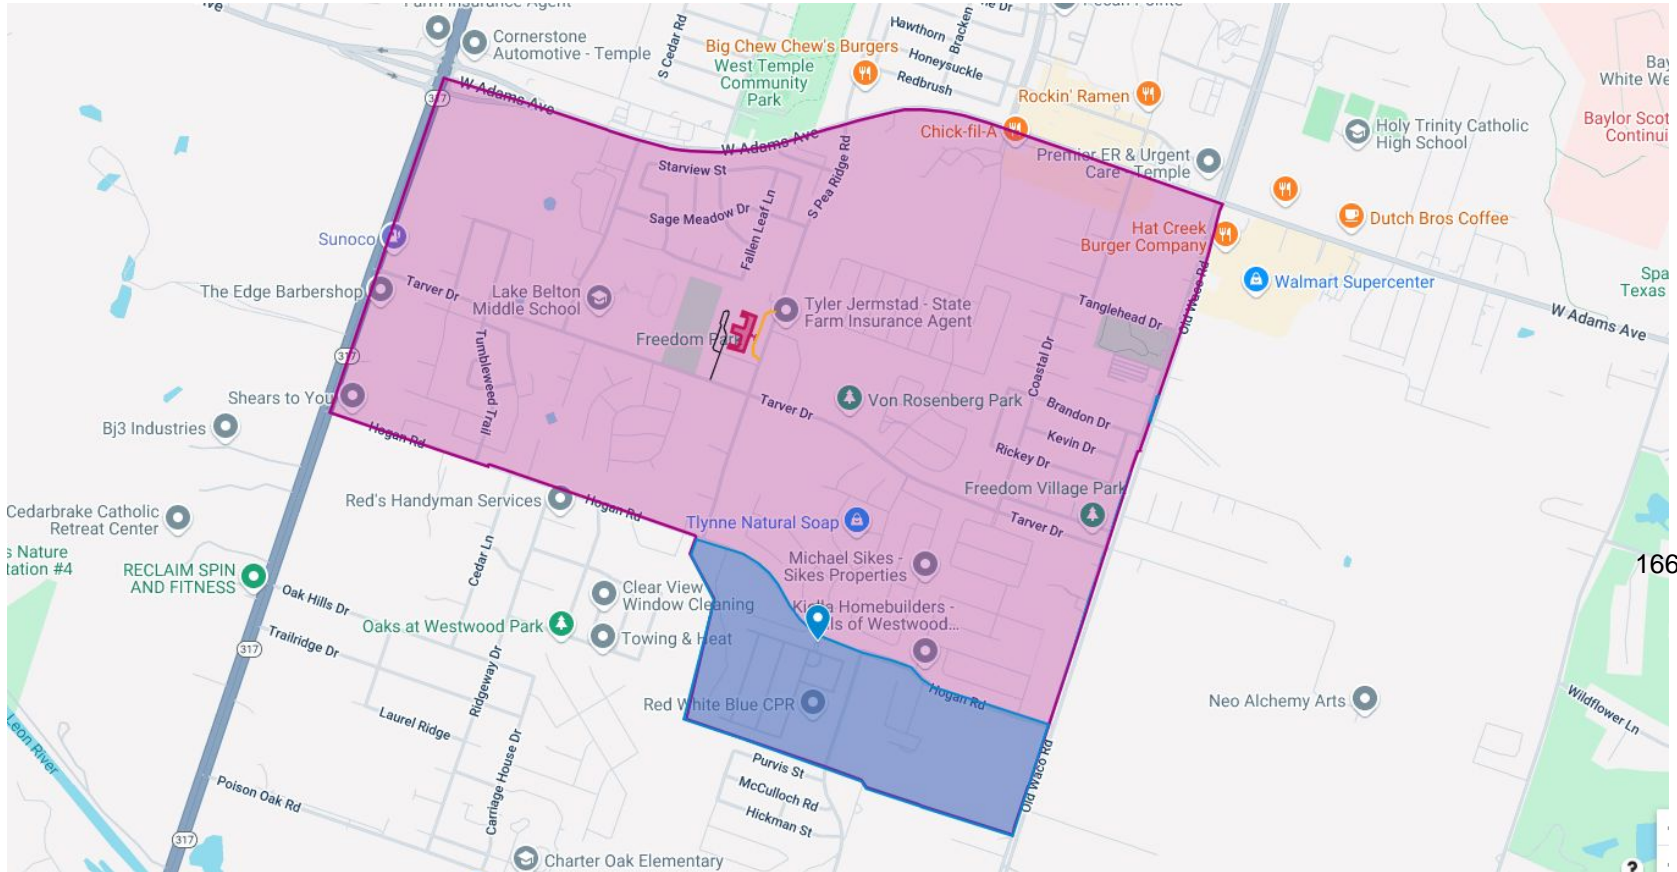 Farm Insurance Agent
Cornerstone
Automotive - Temple
317
W Adams Ave
S Cedar Rd
Big Chew Chew's Burgers
West Temple
Community
Park
Hawthorn
Bracken
Honeysuckle
Redbrush
Rockin' Ramen
Chick-fil-A
W Adams Ave
Premier ER & Urgent
Care - Temple
Holy Trinity Catholic
High School
Starview St
S Pea Ridge Rd
Sage Meadow Dr
Fallen Leaf Ln
Hat Creek
Burger Company
Dutch Bros Coffee
Sunoco
Walmart Supercenter
Old Waco Rd
W Adams Ave
The Edge Barbershop
Tarver Dr
Lake Belton
Middle School
Tyler Jermstad - State
Farm Insurance Agent
Tanglehead Dr
Freedom Park
317
Tumbleweed Trail
Coastal Dr
Shears to You
Tarver Dr
Von Rosenberg Park
Brandon Dr
Bj3 Industries
Hogan Rd
Kevin Dr
Rickey Dr
Red's Handyman Services
Hogan Rd
Freedom Village Park
Cedarbrake Catholic
Retreat Center
Tlynne Natural Soap
Tarver Dr
Cedar Ln
Michael Sikes -
Sikes Properties
166
RECLAIM SPIN
AND FITNESS
Oak Hills Dr
Clear View
Window Cleaning
Homebuilders -
of Westwood...
Oaks at Westwood Park
Towing & Heat
Trailridge Dr
317
Ridgeway Dr
Red White Blue CPR
Hogan Rd
Neo Alchemy Arts
Wildflower Ln
Laurel Ridge
Leon River
Carriage House Dr
Purvis St
McCulloch Rd
Hickman St
Old Waco Rd
Poison Oak Rd
317
Charter Oak Elementary
?